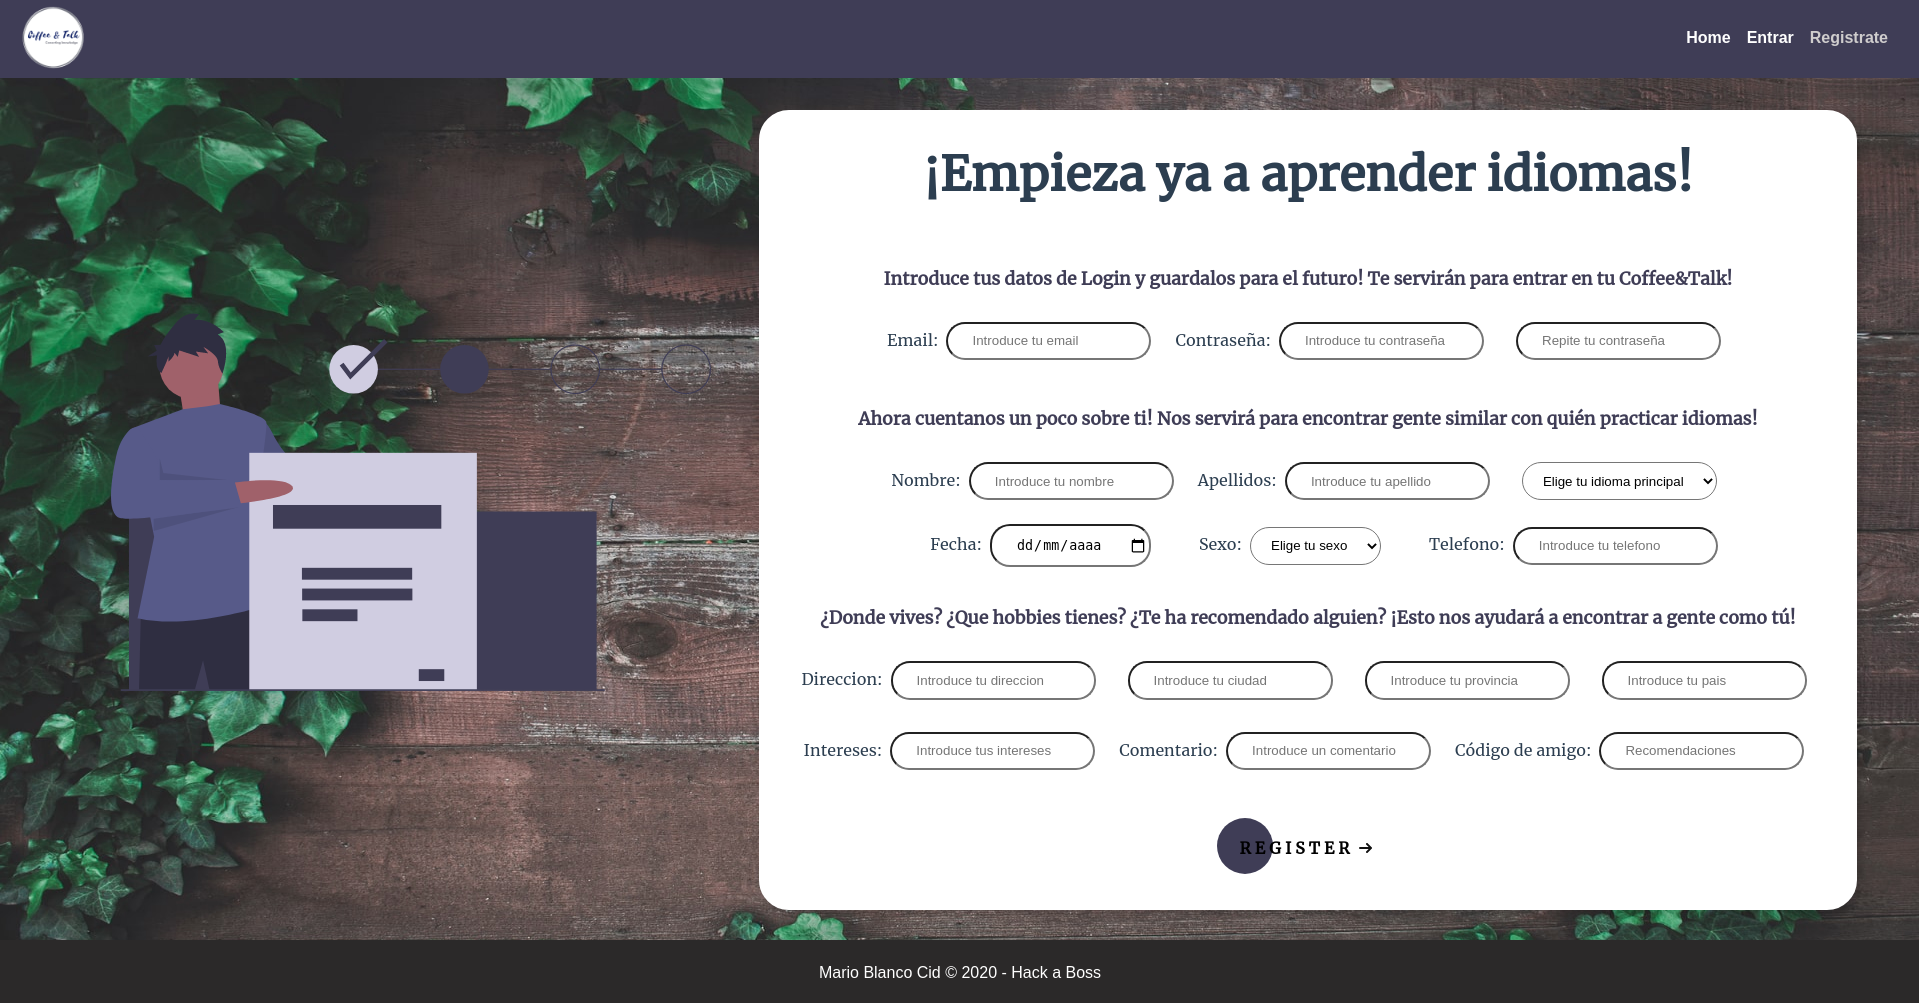 Coffee & Talk
Home Entrar Registrate
¡Empieza ya a aprender idiomas!
Introduce tus datos de Login y guardalos para el futuro! Te servirán para entrar en tu Coffee&Talk!
Email: Introduce tu email Contraseña: Introduce tu contraseña Repite tu contraseña
Ahora cuentanos un poco sobre ti! Nos servirá para encontrar gente similar con quién practicar idiomas!
Nombre: Introduce tu nombre Apellidos: Introduce tu apellido Elige tu idioma principal
Fecha: dd/mm/aaaa Sexo: Elige tu sexo Telefono: Introduce tu telefono
¿Donde vives? ¿Que hobbies tienes? ¿Te ha recomendado alguien? ¡Esto nos ayudará a encontrar a gente como tú!
Direccion: Introduce tu direccion Introduce tu ciudad Introduce tu provincia Introduce tu pais
Intereses: Introduce tus intereses Comentario: Introduce un comentario Código de amigo: Recomendaciones
REGISTER →
Mario Blanco Cid © 2020 - Hack a Boss